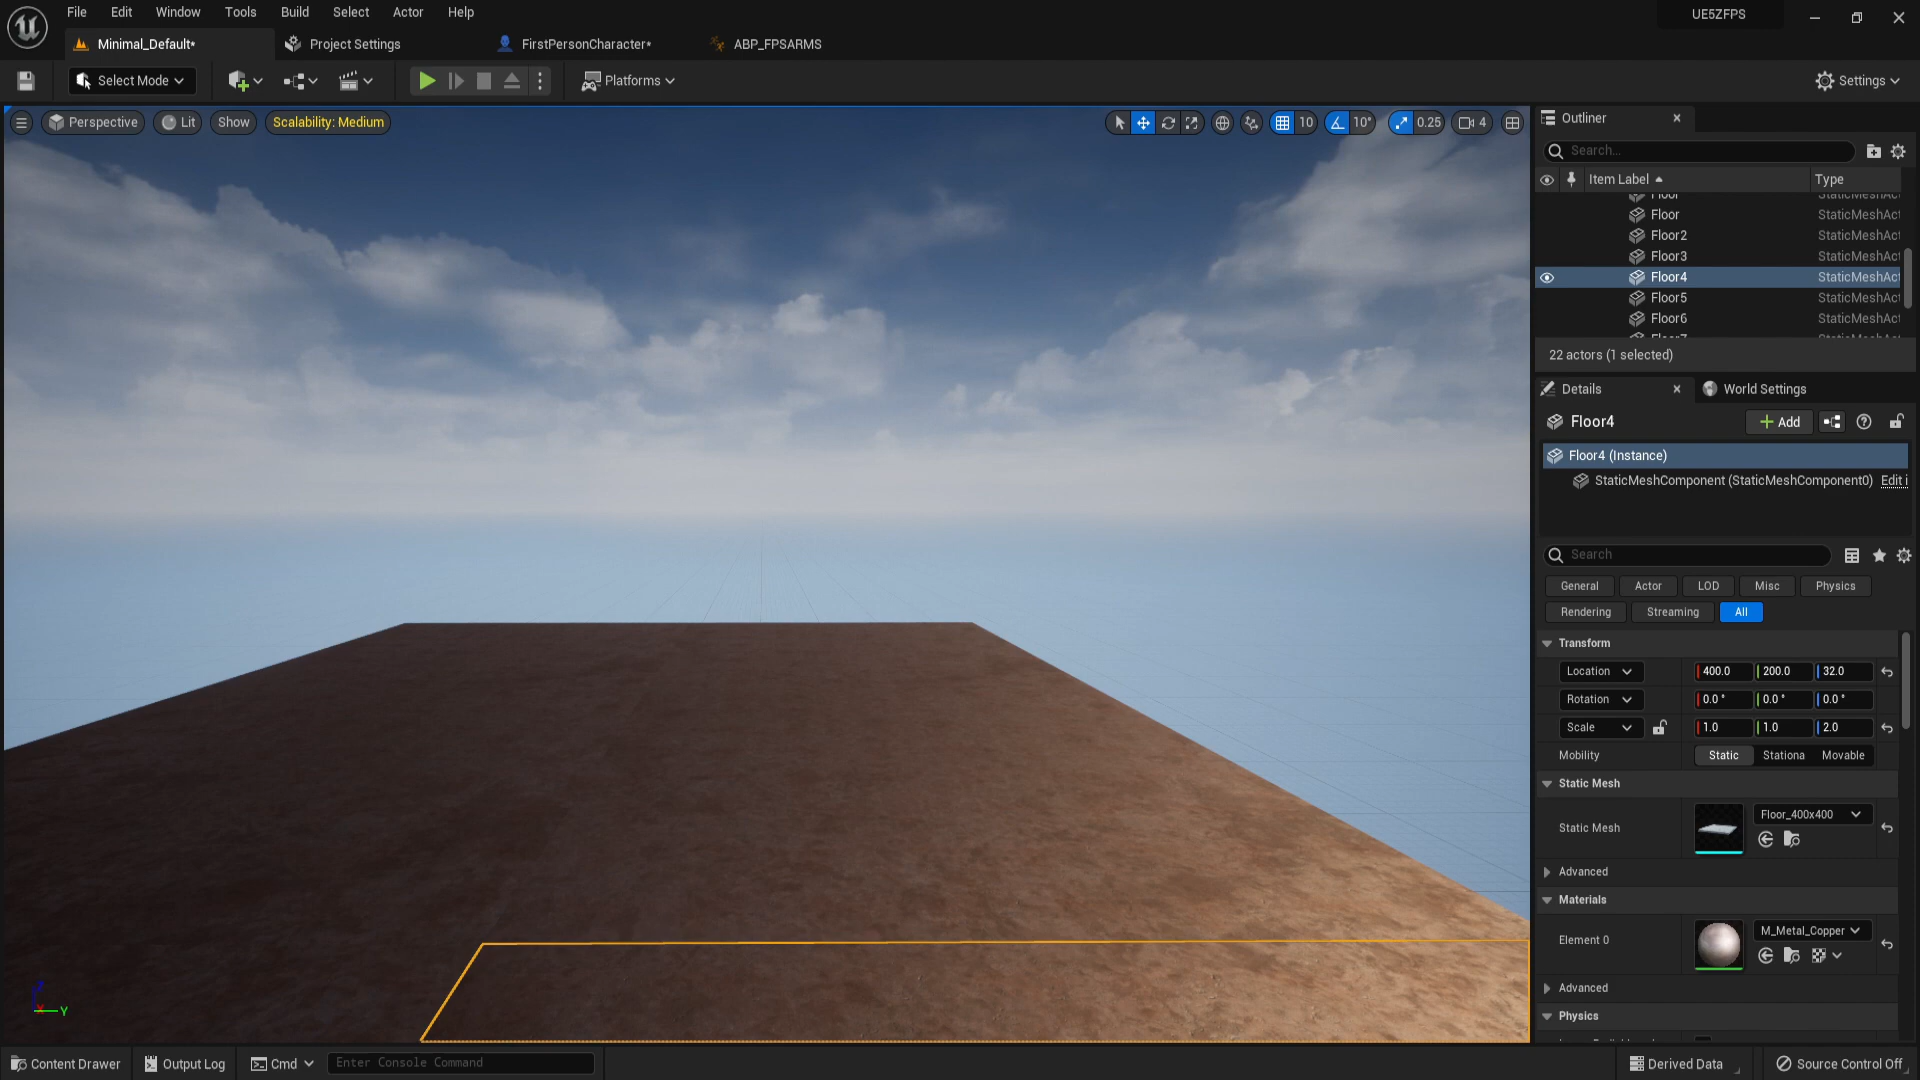 File Edit Window Tools Build Select Actor Help
UE5ZFPS
Minimal_Default* Project Settings FirstPersonCharacter* ABP_FPSARMS
Select Mode Platforms Settings
Perspective Lit Show Scalability: Medium 10 10° 0.25 4
Outliner
Search...
Item Label Type
Floor StaticMeshAct
Floor StaticMeshAct
Floor2 StaticMeshAct
Floor3 StaticMeshAct
Floor4 StaticMeshAct
Floor5 StaticMeshAct
Floor6 StaticMeshAct
Floor7 StaticMeshAct
22 actors (1 selected)
Details World Settings
Floor4 Add
Floor4 (Instance)
StaticMeshComponent (StaticMeshComponent0) Edit i
Search
General Actor LOD Misc Physics
Rendering Streaming All
Transform
Location 400.0 200.0 32.0
Rotation 0.0° 0.0° 0.0°
Scale 1.0 1.0 2.0
Mobility Static Stationa Movable
Static Mesh
Static Mesh Floor_400x400
Advanced
Materials
Element 0 M_Metal_Copper
Advanced
Physics
Z X Y
Content Drawer Output Log Cmd Enter Console Command Derived Data Source Control Off